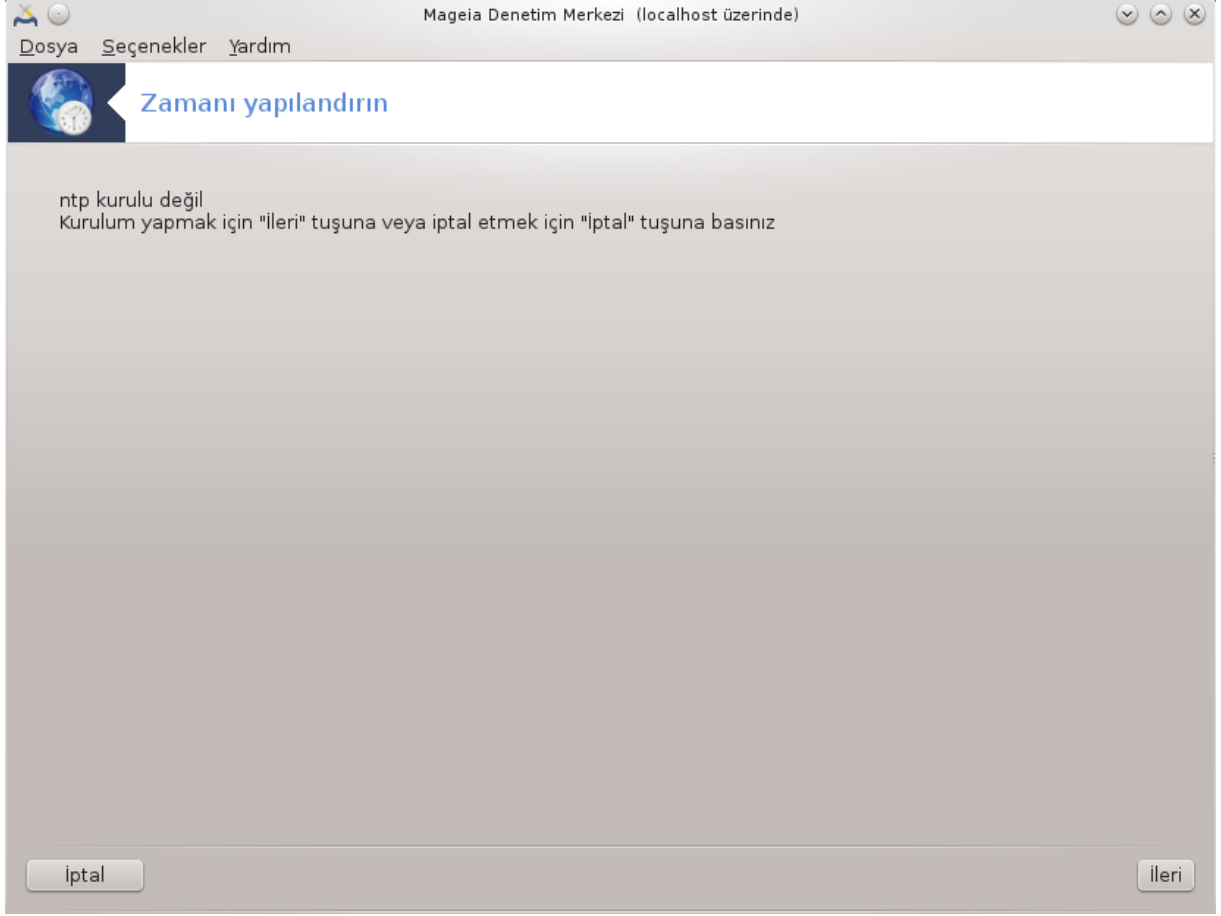 Mageia Denetim Merkezi (localhost üzerinde)
Dosya Seçenekler Yardım
Zamanı yapılandırın
ntp kurulu değil
Kurulum yapmak için "İleri" tuşuna veya iptal etmek için "İptal" tuşuna basınız
İptal İleri